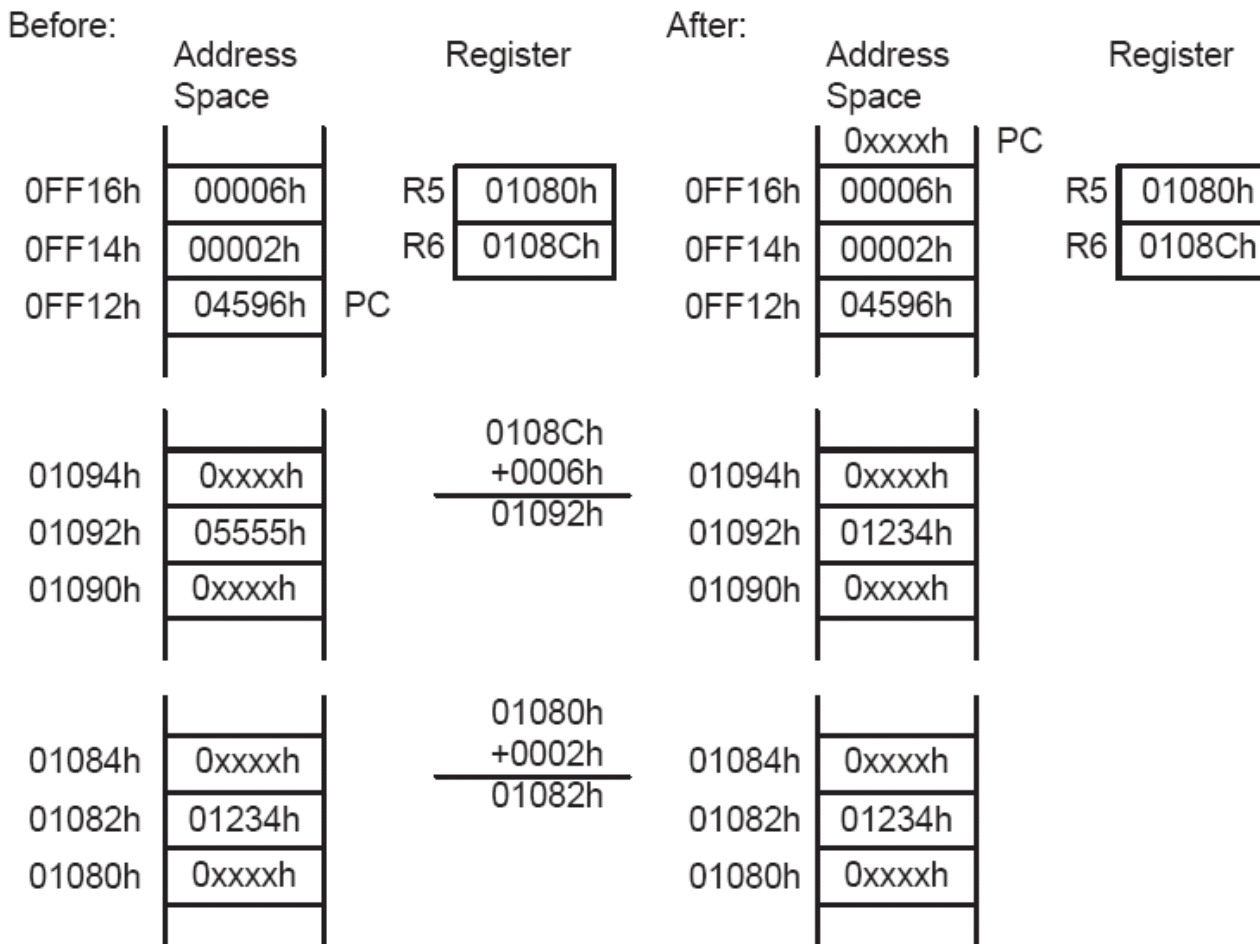 Before:
Address Space
Register
0FF16h 00006h R5 01080h
0FF14h 00002h R6 0108Ch
0FF12h 04596h PC
01094h 0xxxxh
01092h 05555h
01090h 0xxxxh
0108Ch
+0006h
01092h
01084h 0xxxxh
01082h 01234h
01080h 0xxxxh
01080h
+0002h
01082h
After:
Address Space
Register
0xxxxh PC
0FF16h 00006h R5 01080h
0FF14h 00002h R6 0108Ch
0FF12h 04596h
01094h 0xxxxh
01092h 01234h
01090h 0xxxxh
01084h 0xxxxh
01082h 01234h
01080h 0xxxxh